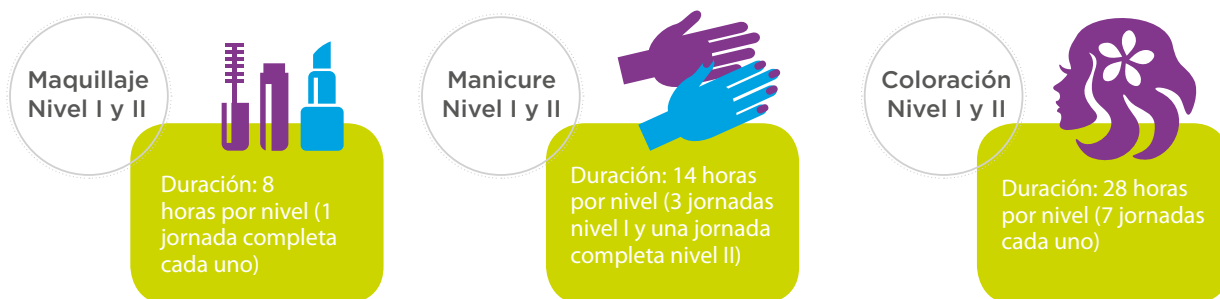 Maquillaje
Nivel I y II
Duración: 8
horas por nivel (1
jornada completa
cada uno)
Manicure
Nivel I y II
Duración: 14 horas
por nivel (3 jornadas
nivel I y una jornada
completa nivel II)
Coloración
Nivel I y II
Duración: 28 horas
por nivel (7 jornadas
cada uno)